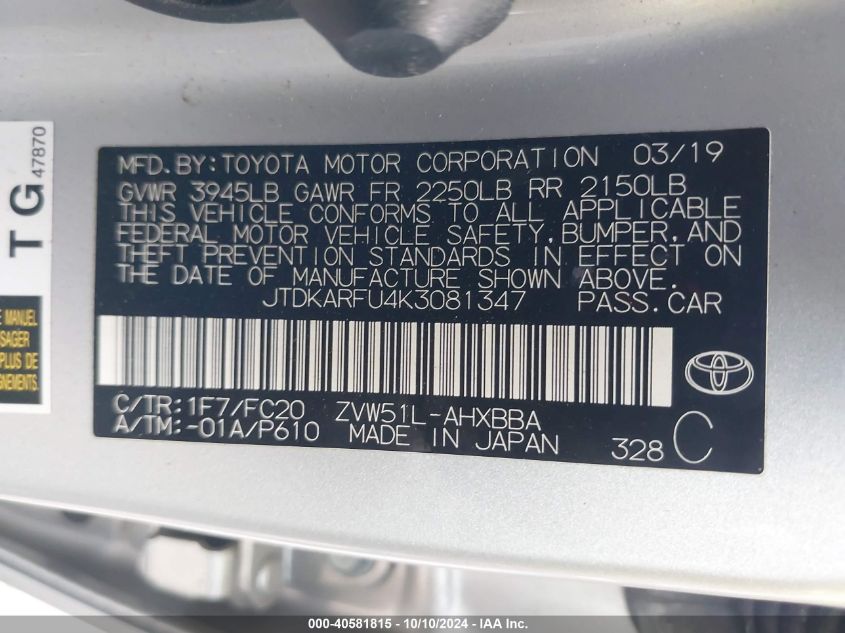 MFD.BY:TOYOTA MOTOR CORPORATION 03/19
GVWR 3945LB GAWR FR 2250LB RR 2150LB
THIS VEHICLE CONFORMS TO ALL APPLICABLE
FEDERAL MOTOR VEHICLE SAFETY,BUMPER,AND
THEFT PREVENTION STANDARDS IN EFFECT ON
THE DATE OF MANUFACTURE SHOWN ABOVE.
JTDKARFU4K3081347 PASS.CAR
C/TR:1F7/FC20 ZVW51L-AHXBBA
A/TM:-01A/P610 MADE IN JAPAN
328 C
TG 47870
MANUEL
PLUS DE
000-40581815 - 10/10/2024 - IAA Inc.